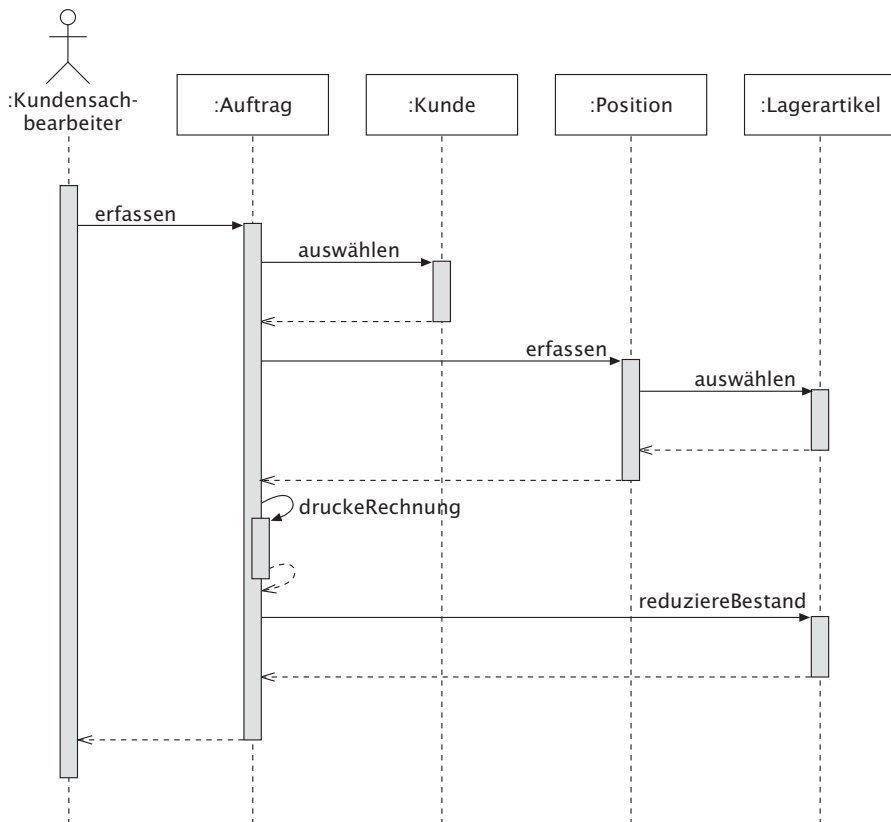 :Kundensach-
bearbeiter
:Auftrag
:Kunde
:Position
:Lagerartikel
erfassen
auswählen
erfassen
auswählen
druckeRechnung
reduziereBestand